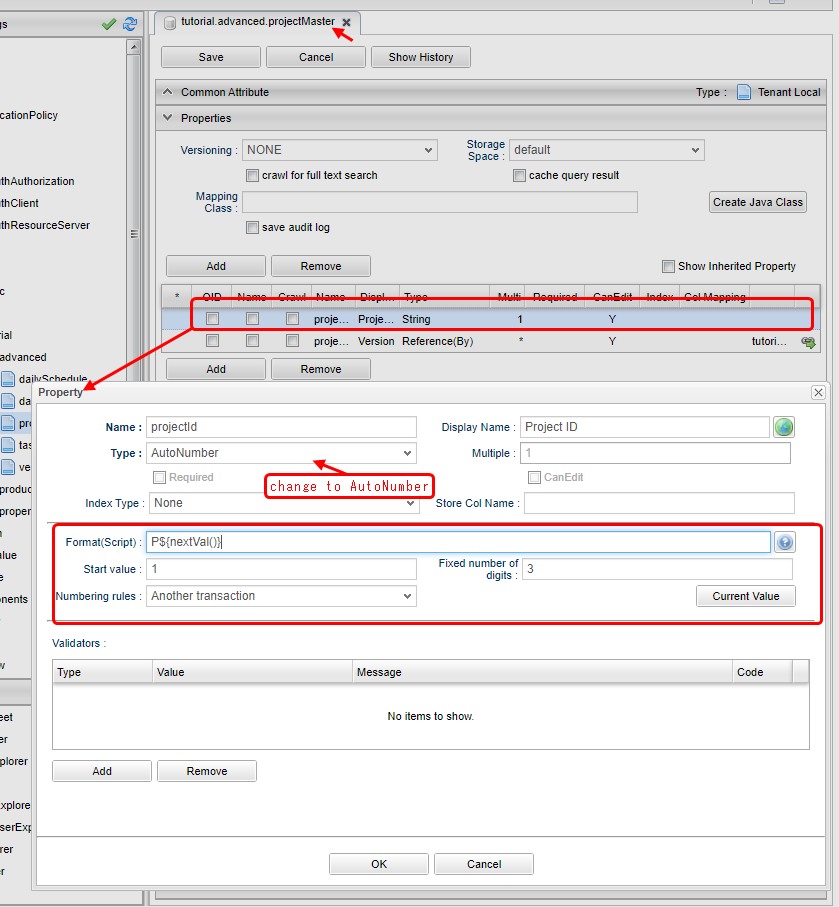 gs
tutorial.advanced.projectMaster
Save Cancel Show History
Common Attribute Type : Tenant Local
Properties
Versioning : NONE Storage Space : default
crawl for full text search cache query result
Mapping Class : Create Java Class
save audit log
Add Remove Show Inherited Property
* OID Name Crawl Name Displ... Type Multi Required CanEdit Index Col Mapping
proje... Proje... String 1 Y
proje... Version Reference(By) * Y tutori...
Add Remove
cationPolicy
uthAuthorization
uthClient
uthResourceServer
c
rial
advanced
dailySchedule
da
pro
tas
ve
produc
proper
n
alue
e
onents
w
eet
er
plorer
xplore
serExp
rer
r
Property
Name : projectId Display Name : Project ID
Type : AutoNumber Multiple : 1
Required CanEdit
change to AutoNumber
Index Type : None Store Col Name :
Format(Script) : P${nextVal()}
Start value : 1 Fixed number of digits : 3
Numbering rules : Another transaction Current Value
Validators :
Type Value Message Code
No items to show.
Add Remove
OK Cancel